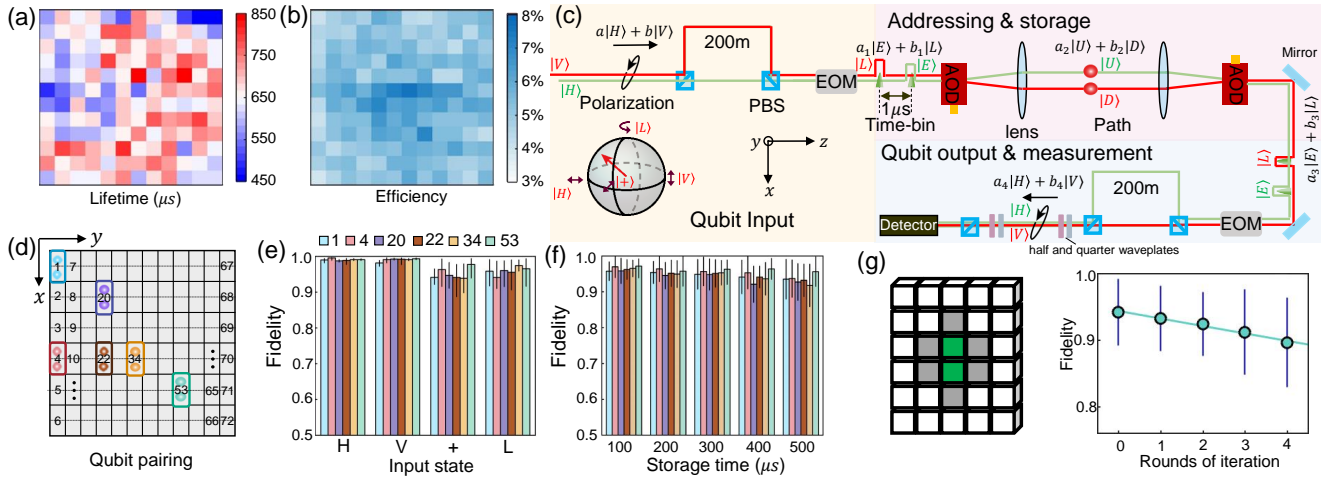 (a)
850
750
650
550
450
Lifetime (μs)
(b)
8%
7%
6%
5%
4%
3%
Efficiency
(c)
a|H⟩ + b|V⟩
200m
|V⟩
|H⟩
Polarization
PBS
EOM
|L⟩
|+⟩
|H⟩
|V⟩
y
z
x
Qubit Input
Addressing & storage
a₁|E⟩ + b₁|L⟩
|L⟩
|E⟩
1μs
Time-bin
AOD
lens
a₂|U⟩ + b₂|D⟩
|U⟩
|D⟩
Path
AOD
Mirror
a₃|E⟩ + b₃|L⟩
|L⟩
|E⟩
Qubit output & measurement
a₄|H⟩ + b₄|V⟩
200m
|H⟩
|V⟩
Detector
EOM
half and quarter waveplates
(d)
y
x
1 7 67
2 8 20 68
3 9 69
4 10 22 34 70
5 53 65 71
6 66 72
Qubit pairing
(e)
1 4 20 22 34 53
Fidelity
1.0
0.9
0.8
0.7
0.6
0.5
H V + L
Input state
(f)
Fidelity
1.0
0.9
0.8
0.7
0.6
0.5
100 200 300 400 500
Storage time (μs)
(g)
Fidelity
1.0
0.9
0.8
0 1 2 3 4
Rounds of iteration